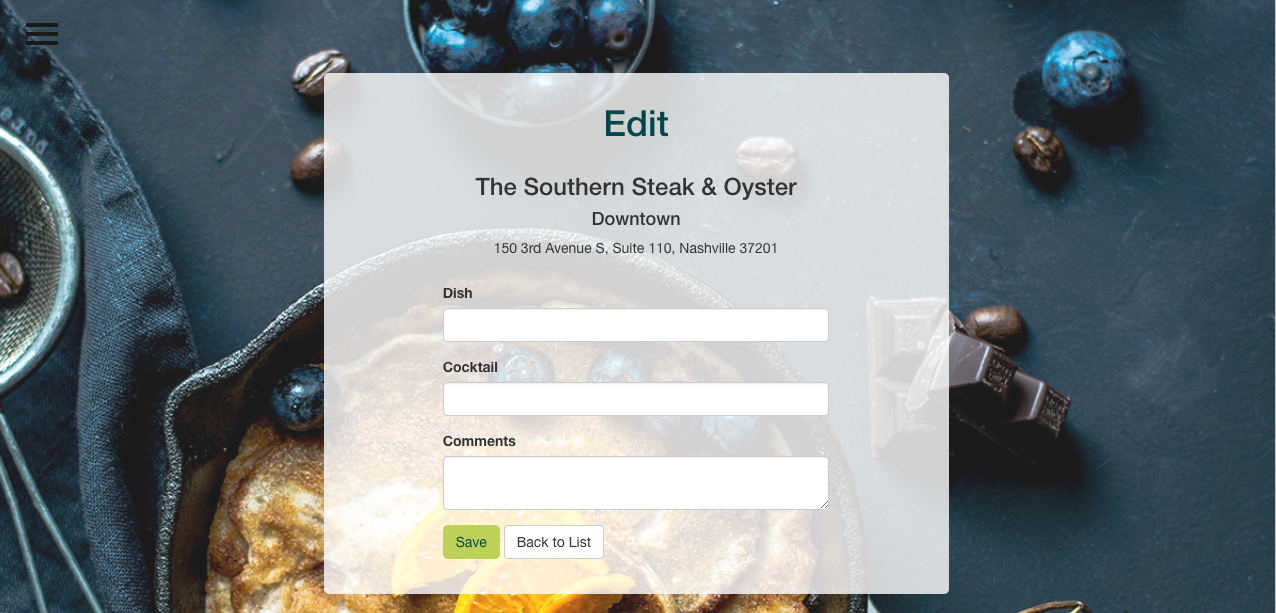 Edit
The Southern Steak & Oyster
Downtown
150 3rd Avenue S, Suite 110, Nashville 37201
Dish
Cocktail
Comments
Save Back to List